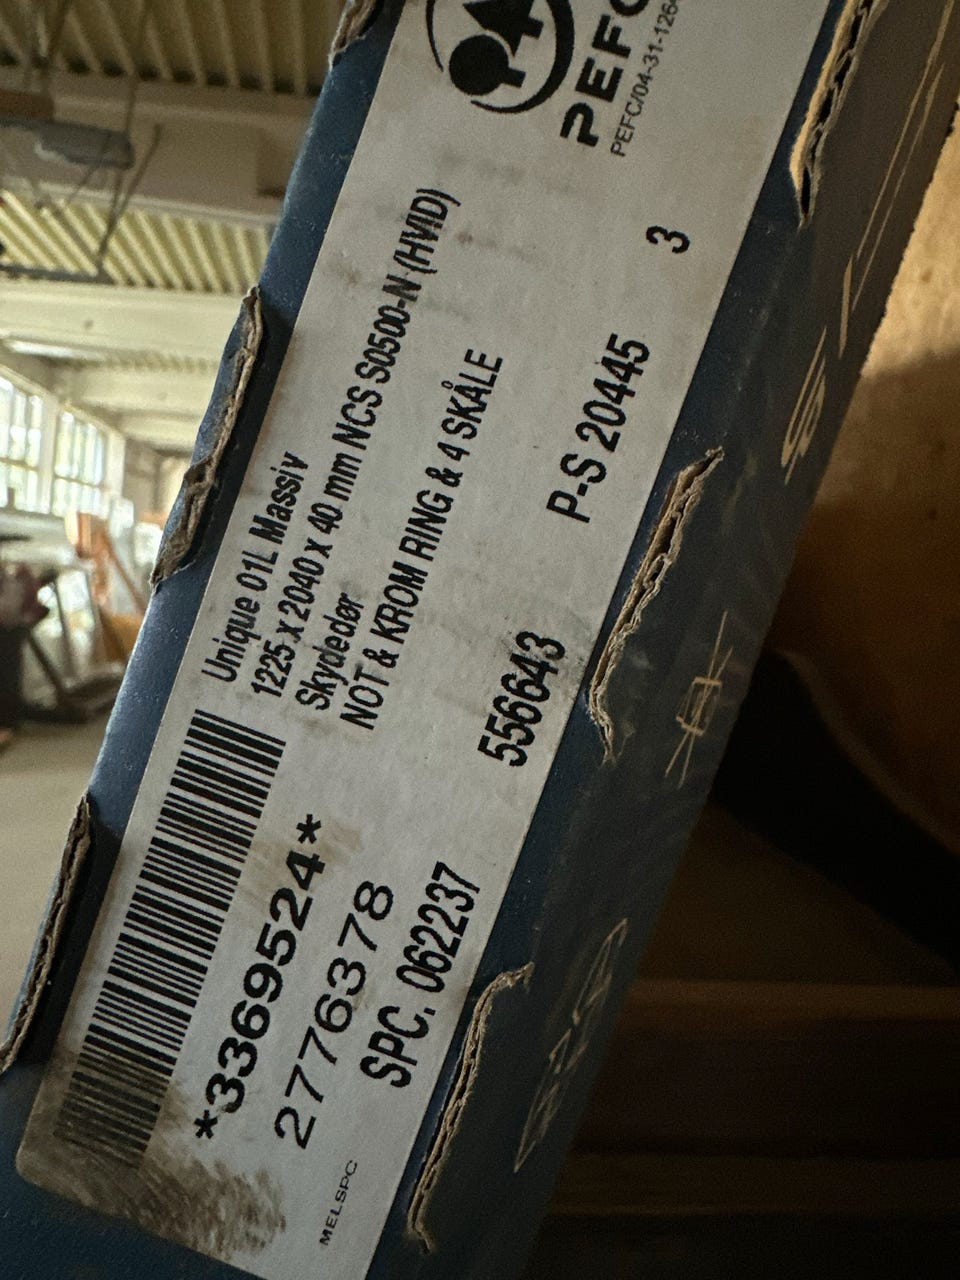 PEFC
PEFC/04-31-126
Unique 01L Massiv
1225 x 2040 x 40 mm NCS S0500-N (HVID)
Skydedør
NOT & KROM RING & 4 SKÅLE
*3369524*
2776378
SPC. 062237
556643
P-S 20445
3
MELSPC